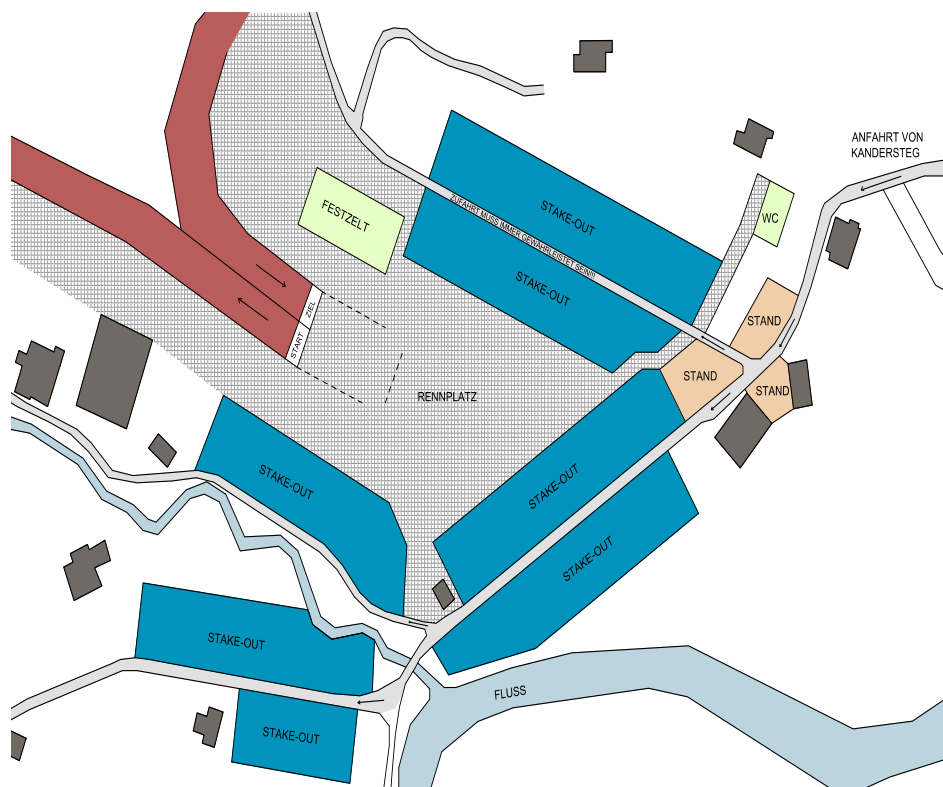 ANFAHRT VON
KANDERSTEG
STAKE-OUT
ZUFAHRT MUSS IMMER GEWÄHRLEISTET SEIN!!!
FESTZELT
WC
STAKE-OUT
ZIEL
START
STAND
STAND
STAND
RENNPLATZ
STAKE-OUT
STAKE-OUT
STAKE-OUT
STAKE-OUT
FLUSS
STAKE-OUT